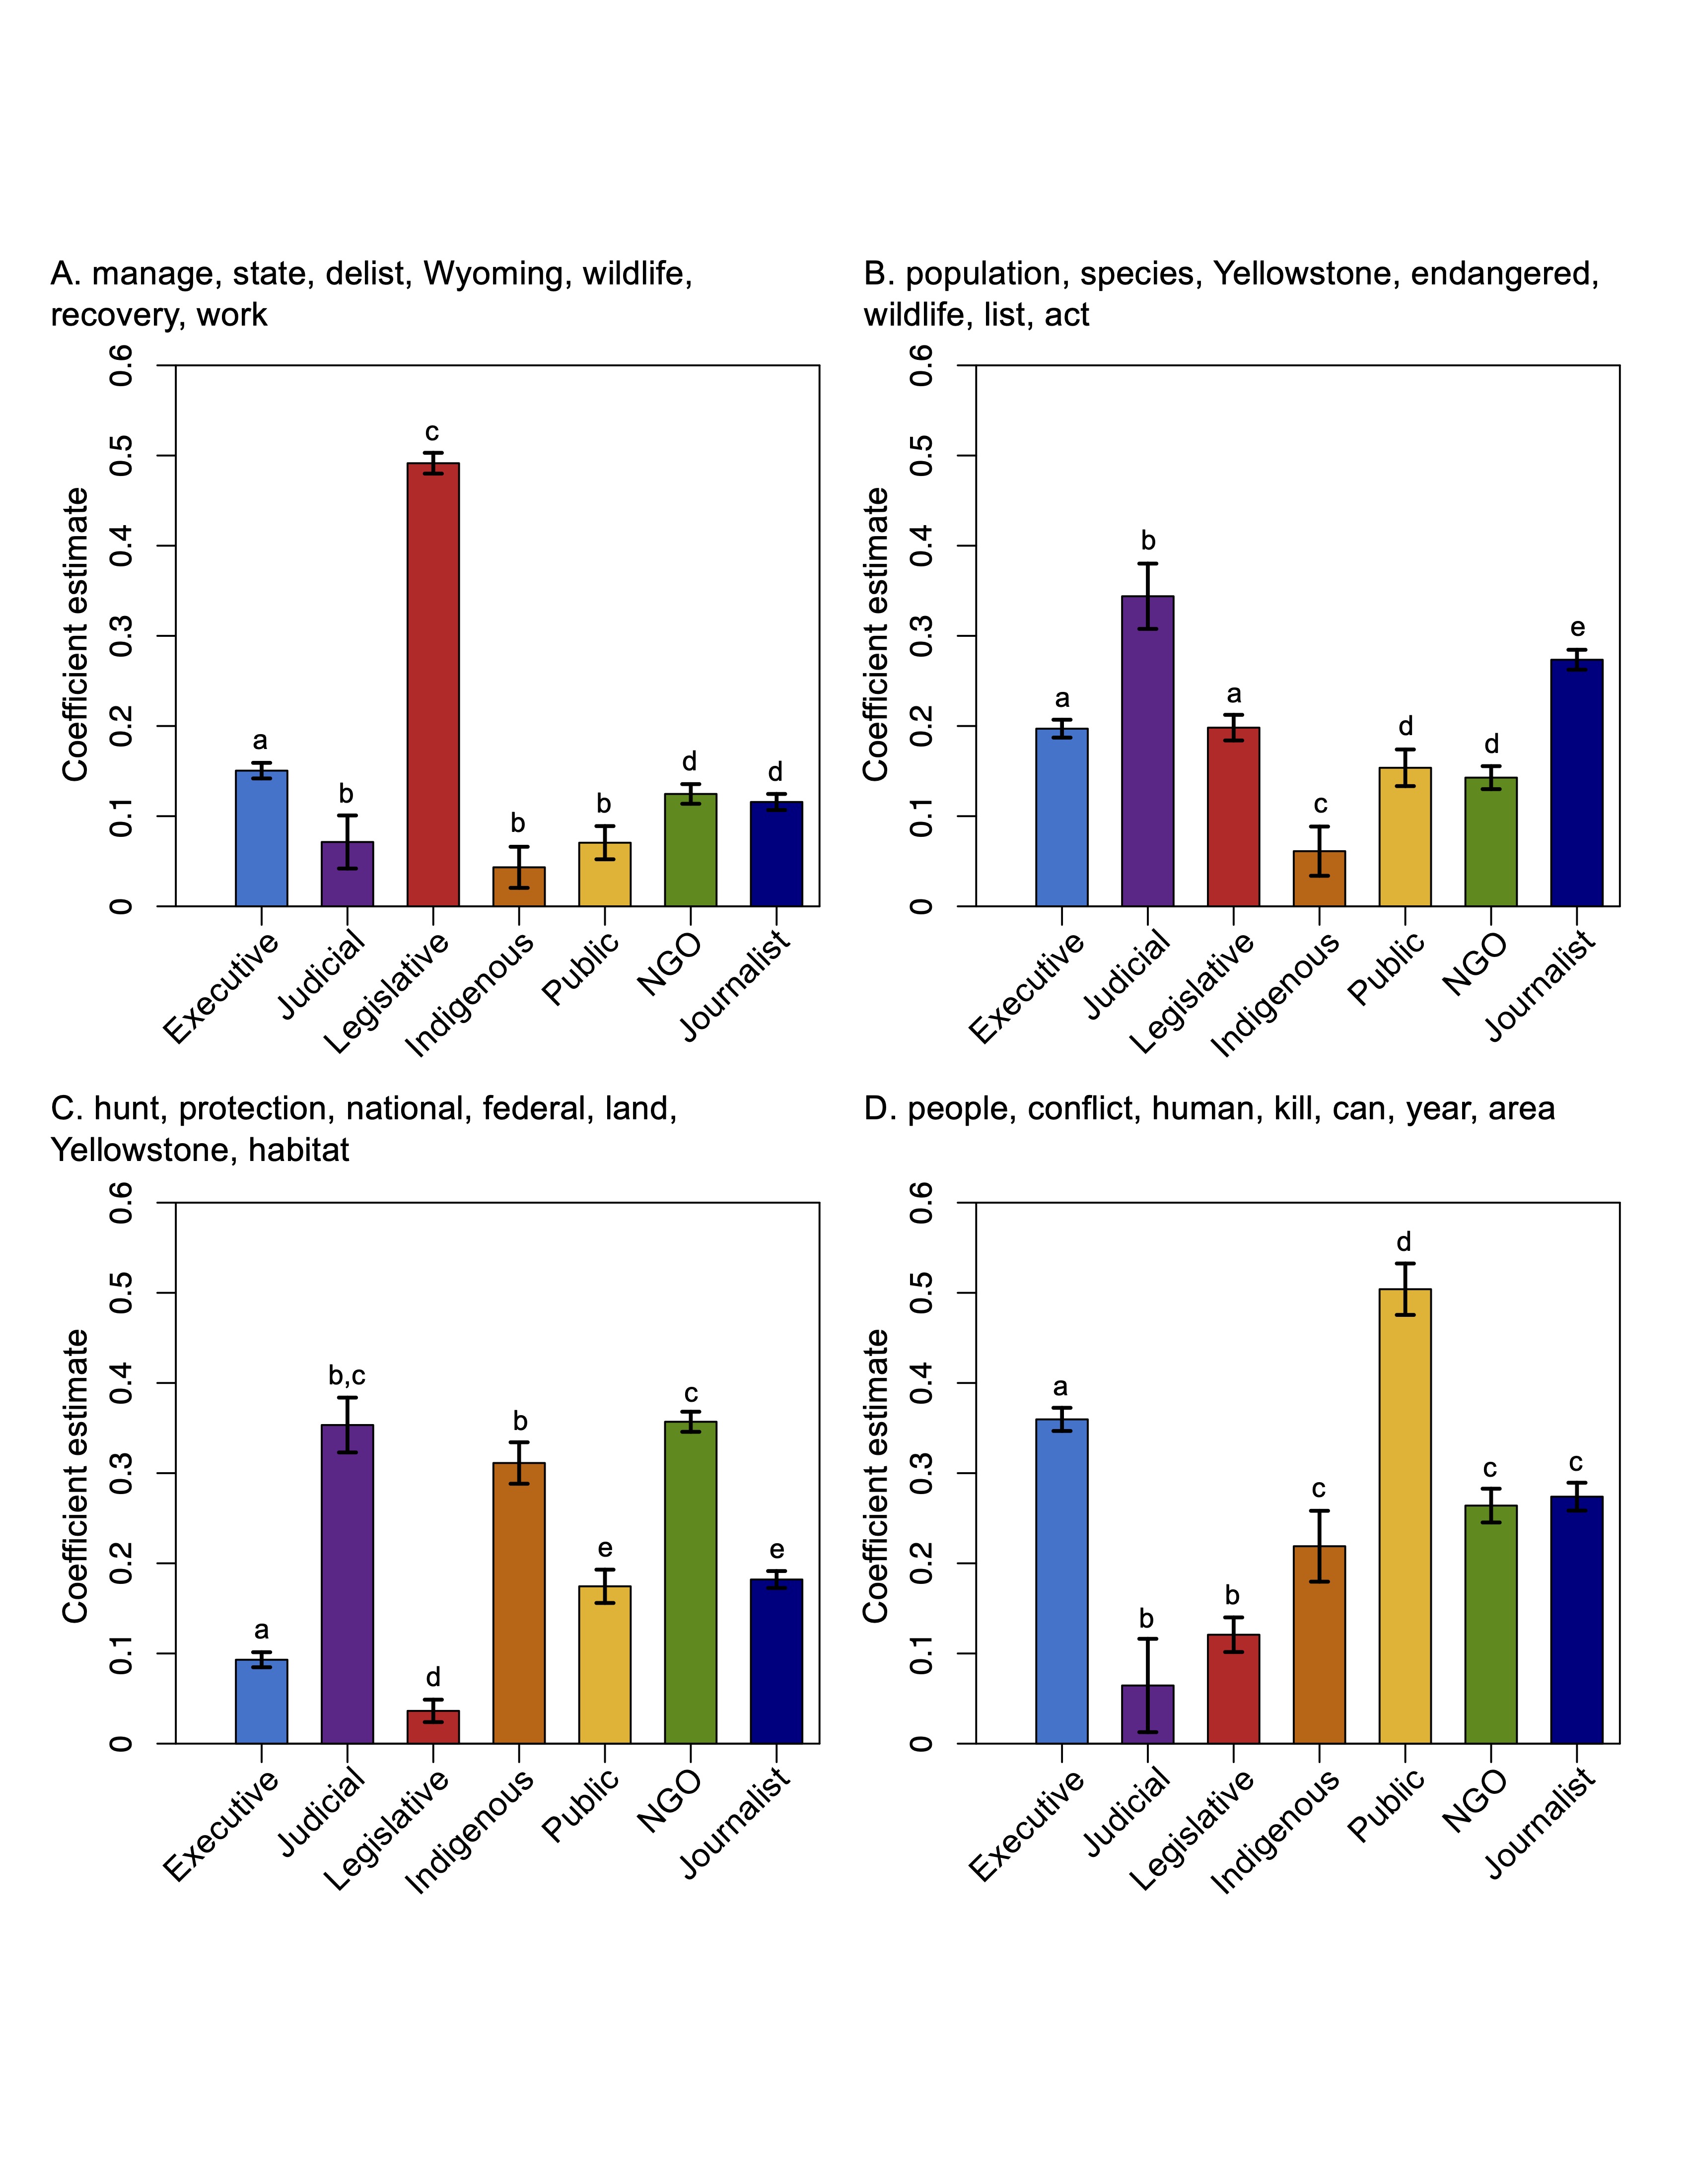 A. manage, state, delist, Wyoming, wildlife,
recovery, work
Coefficient estimate
0.6
0.5
0.4
0.3
0.2
0.1
0
a
b
c
b
b
d
d
Executive
Judicial
Legislative
Indigenous
Public
NGO
Journalist
B. population, species, Yellowstone, endangered,
wildlife, list, act
Coefficient estimate
0.6
0.5
0.4
0.3
0.2
0.1
0
a
b
a
c
d
d
e
Executive
Judicial
Legislative
Indigenous
Public
NGO
Journalist
C. hunt, protection, national, federal, land,
Yellowstone, habitat
Coefficient estimate
0.6
0.5
0.4
0.3
0.2
0.1
0
a
b,c
d
b
e
c
e
Executive
Judicial
Legislative
Indigenous
Public
NGO
Journalist
D. people, conflict, human, kill, can, year, area
Coefficient estimate
0.6
0.5
0.4
0.3
0.2
0.1
0
a
b
b
c
d
c
c
Executive
Judicial
Legislative
Indigenous
Public
NGO
Journalist